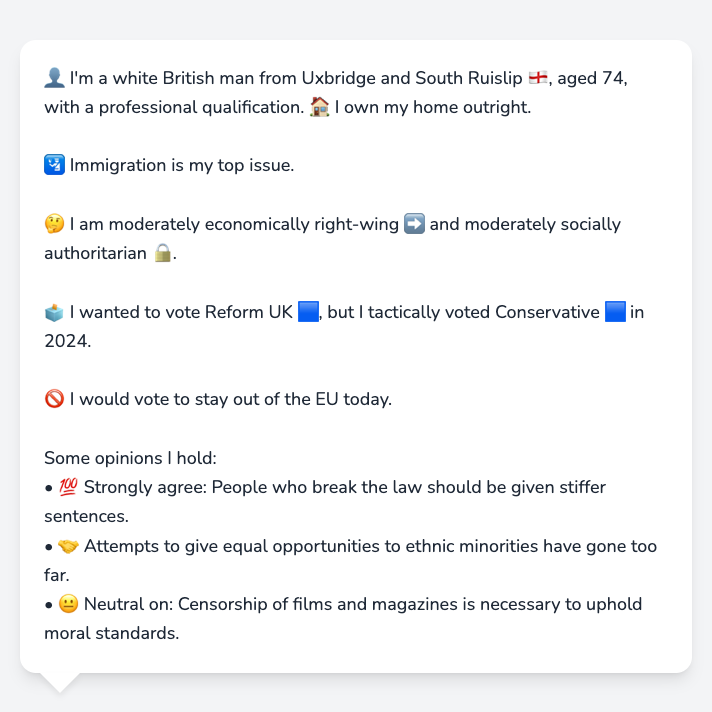 👤 I'm a white British man from Uxbridge and South Ruislip 🏴󠁧󠁢󠁥󠁮󠁧󠁿, aged 74,
with a professional qualification. 🏠 I own my home outright.
🛂 Immigration is my top issue.
🤔 I am moderately economically right-wing ➡️ and moderately socially
authoritarian 🔒.
🗳️ I wanted to vote Reform UK 🟦, but I tactically voted Conservative 🟦 in
2024.
🚫 I would vote to stay out of the EU today.
Some opinions I hold:
• 💯 Strongly agree: People who break the law should be given stiffer
sentences.
• 🤝 Attempts to give equal opportunities to ethnic minorities have gone too
far.
• 😐 Neutral on: Censorship of films and magazines is necessary to uphold
moral standards.